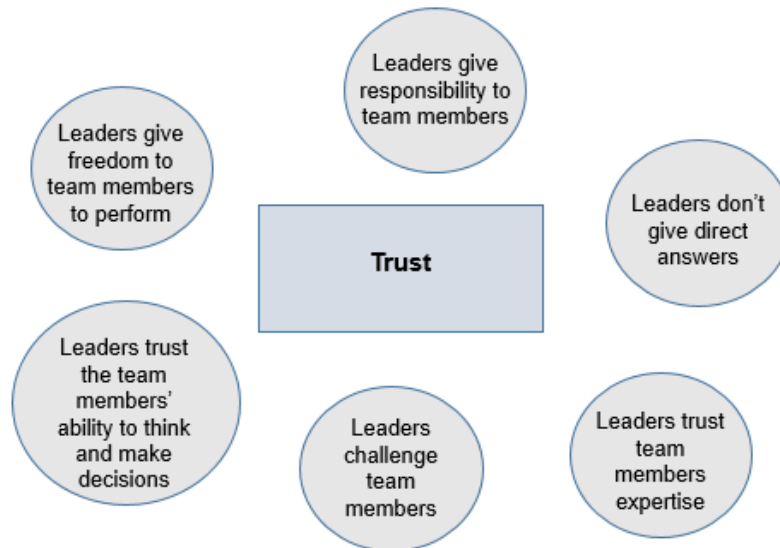 Leaders give
responsibility to
team members
Leaders give
freedom to
team members
to perform
Leaders don't
give direct
answers
Trust
Leaders trust
the team
members'
ability to think
and make
decisions
Leaders
challenge
team
members
Leaders trust
team
members
expertise